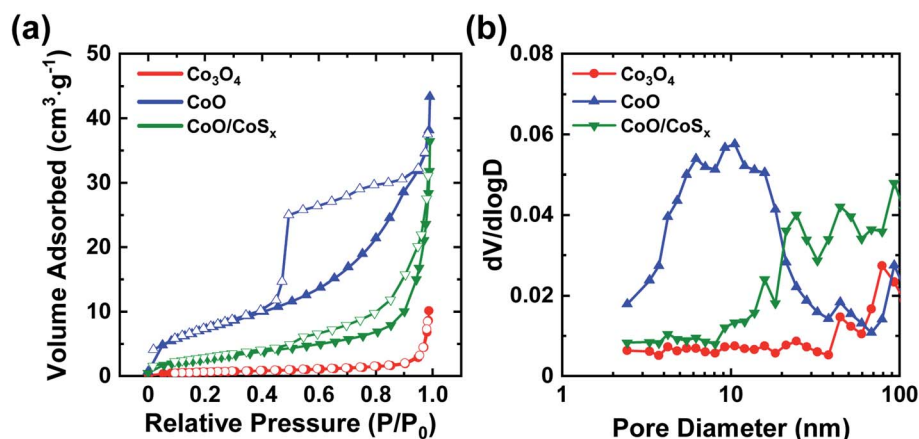 (a)
Volume Adsorbed (cm³·g⁻¹)
50
40
30
20
10
0
Co₃O₄
CoO
CoO/CoSₓ
0 0.2 0.4 0.6 0.8 1.0
Relative Pressure (P/P₀)
(b)
dV/dlogD
0.08
0.06
0.04
0.02
0
Co₃O₄
CoO
CoO/CoSₓ
1 10 100
Pore Diameter (nm)